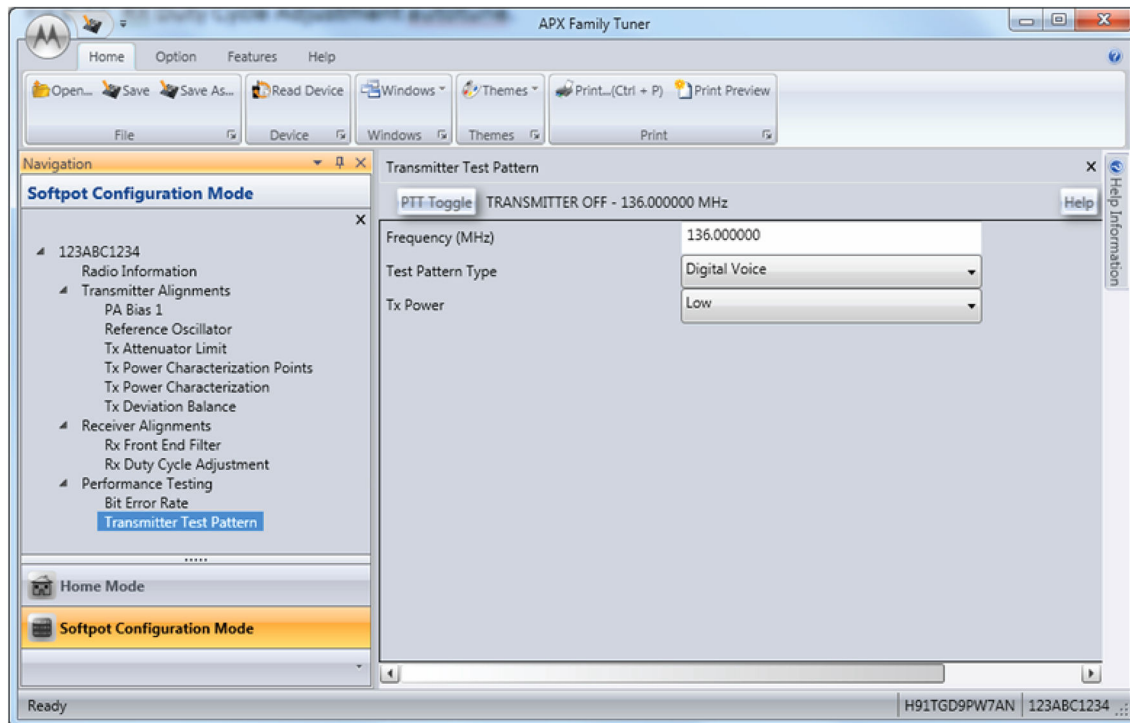 RX Duty Cycle Adjustment autotune.
APX Family Tuner
Home Option Features Help
Open... Save Save As... Read Device Windows Themes Print...(Ctrl + P) Print Preview
File Device Windows Themes Print
Navigation
Softpot Configuration Mode
123ABC1234
Radio Information
Transmitter Alignments
PA Bias 1
Reference Oscillator
Tx Attenuator Limit
Tx Power Characterization Points
Tx Power Characterization
Tx Deviation Balance
Receiver Alignments
Rx Front End Filter
Rx Duty Cycle Adjustment
Performance Testing
Bit Error Rate
Transmitter Test Pattern
Home Mode
Softpot Configuration Mode
Transmitter Test Pattern
PTT Toggle TRANSMITTER OFF - 136.000000 MHz Help
Frequency (MHz) 136.000000
Test Pattern Type Digital Voice
Tx Power Low
Help Information
Ready H91TGD9PW7AN 123ABC1234